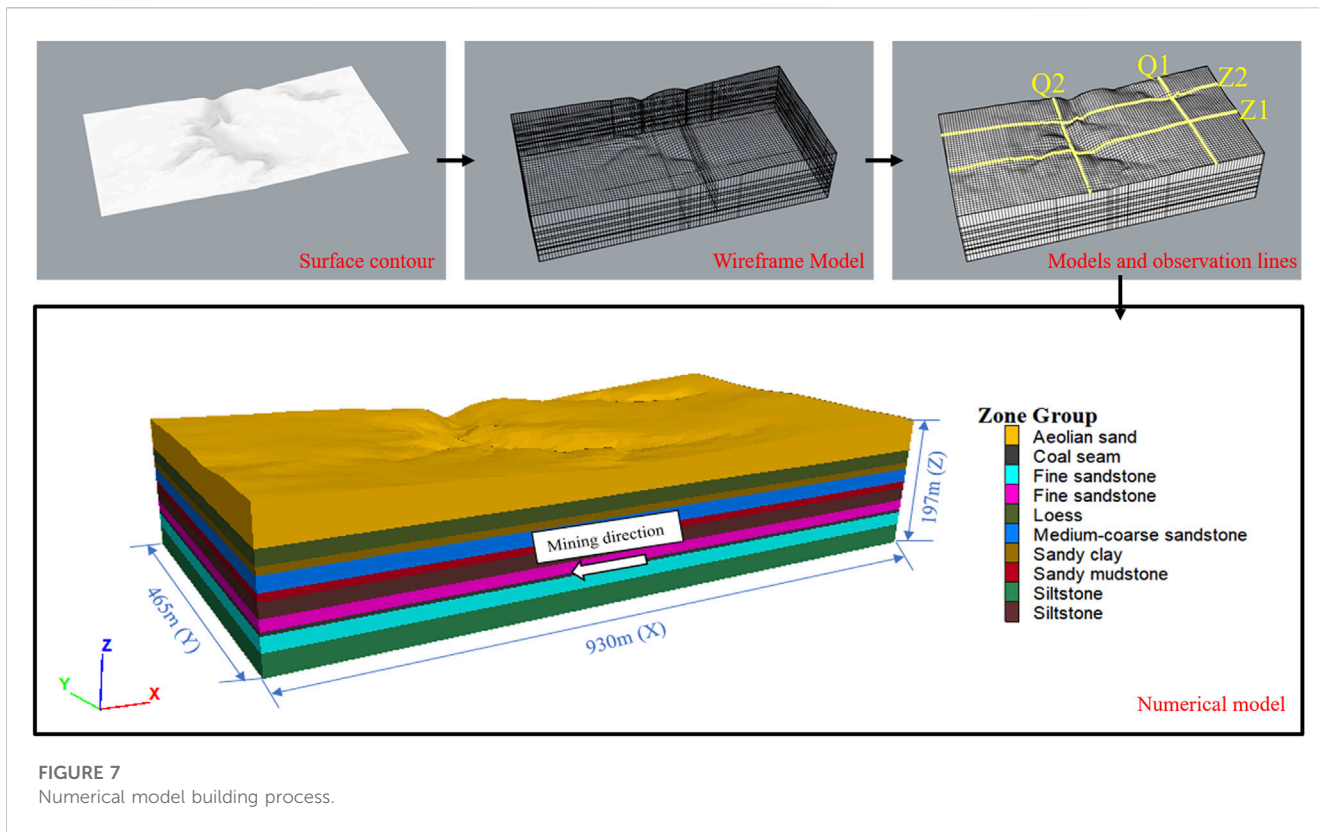 Q2
Q1
Z2
Z1
Surface contour
Wireframe Model
Models and observation lines
Zone Group
Aeolian sand
Coal seam
Fine sandstone
Fine sandstone
Loess
Medium-coarse sandstone
Sandy clay
Sandy mudstone
Siltstone
Siltstone
197m (Z)
Mining direction
465m (Y)
930m (X)
Z
Y
X
Numerical model
FIGURE 7
Numerical model building process.